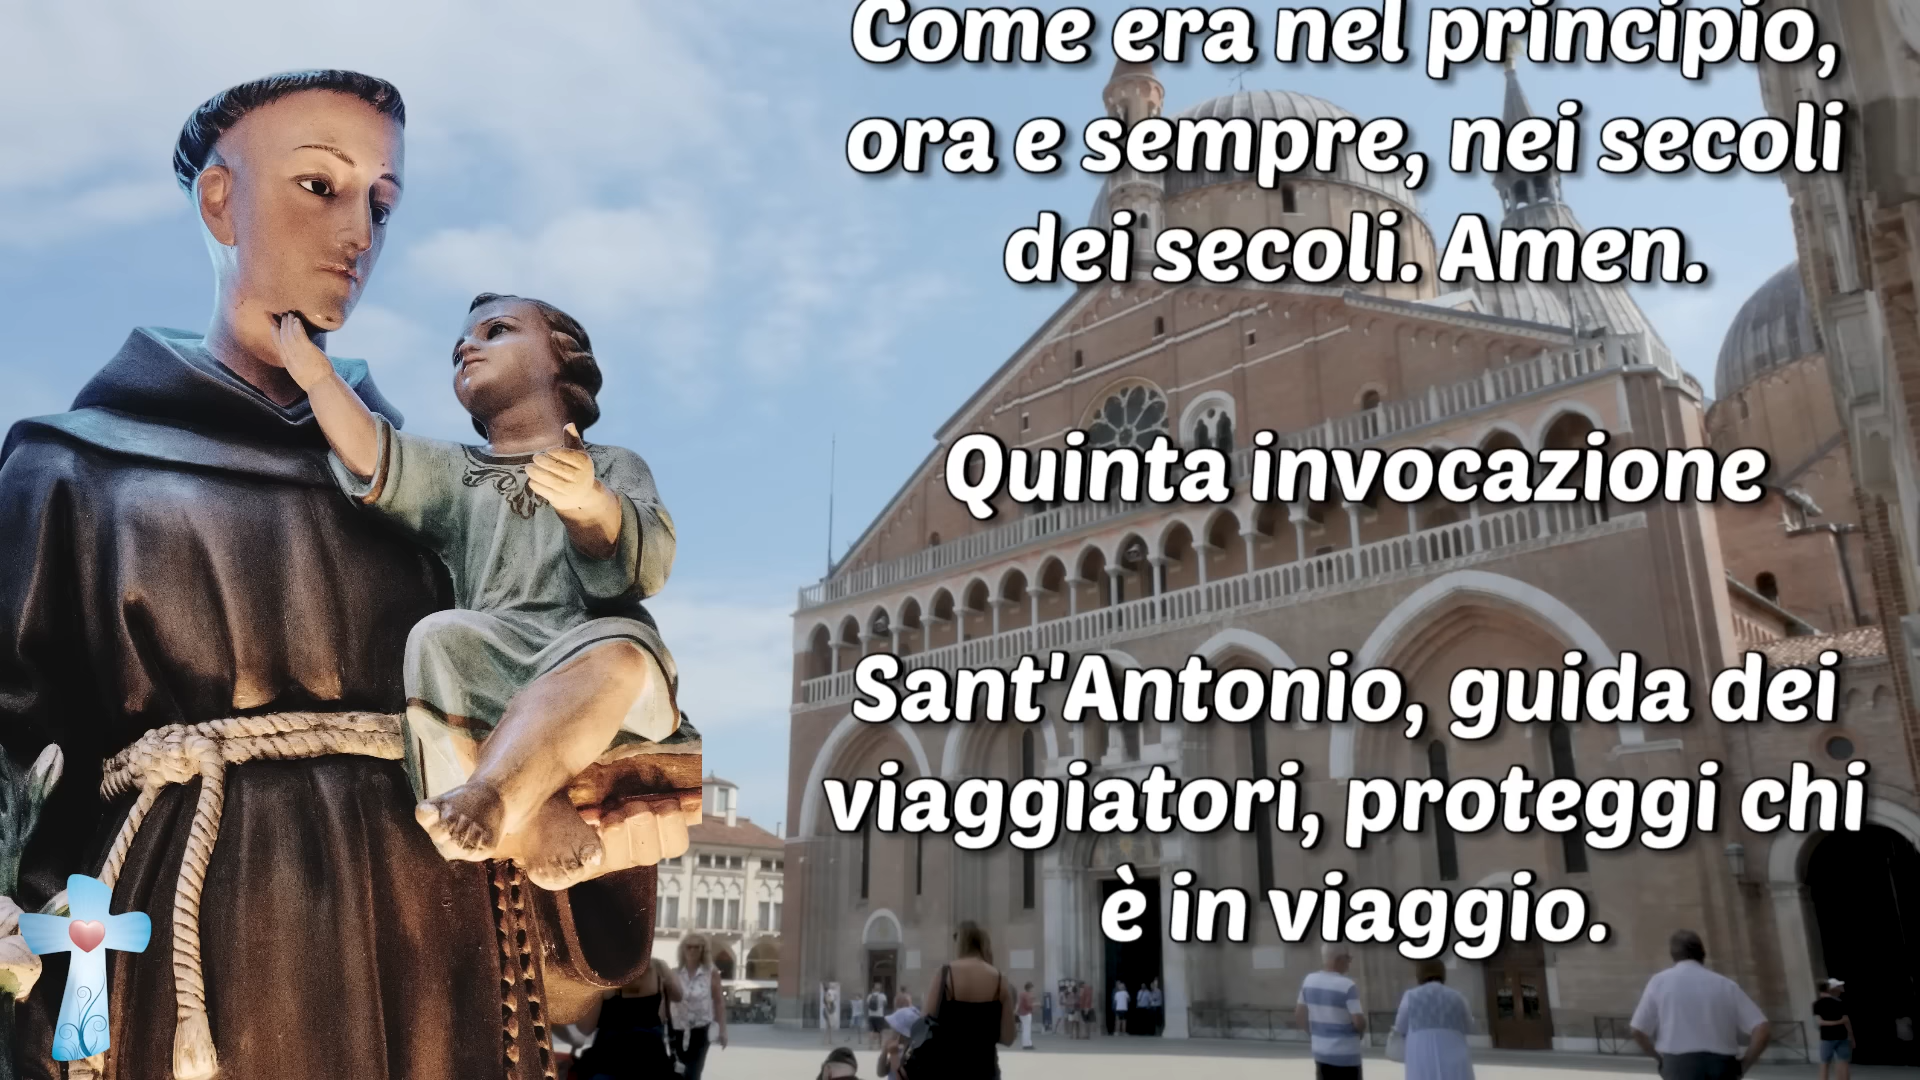 Come era nel principio,
ora e sempre, nei secoli
dei secoli. Amen.
Quinta invocazione
Sant'Antonio, guida dei
viaggiatori, proteggi chi
è in viaggio.